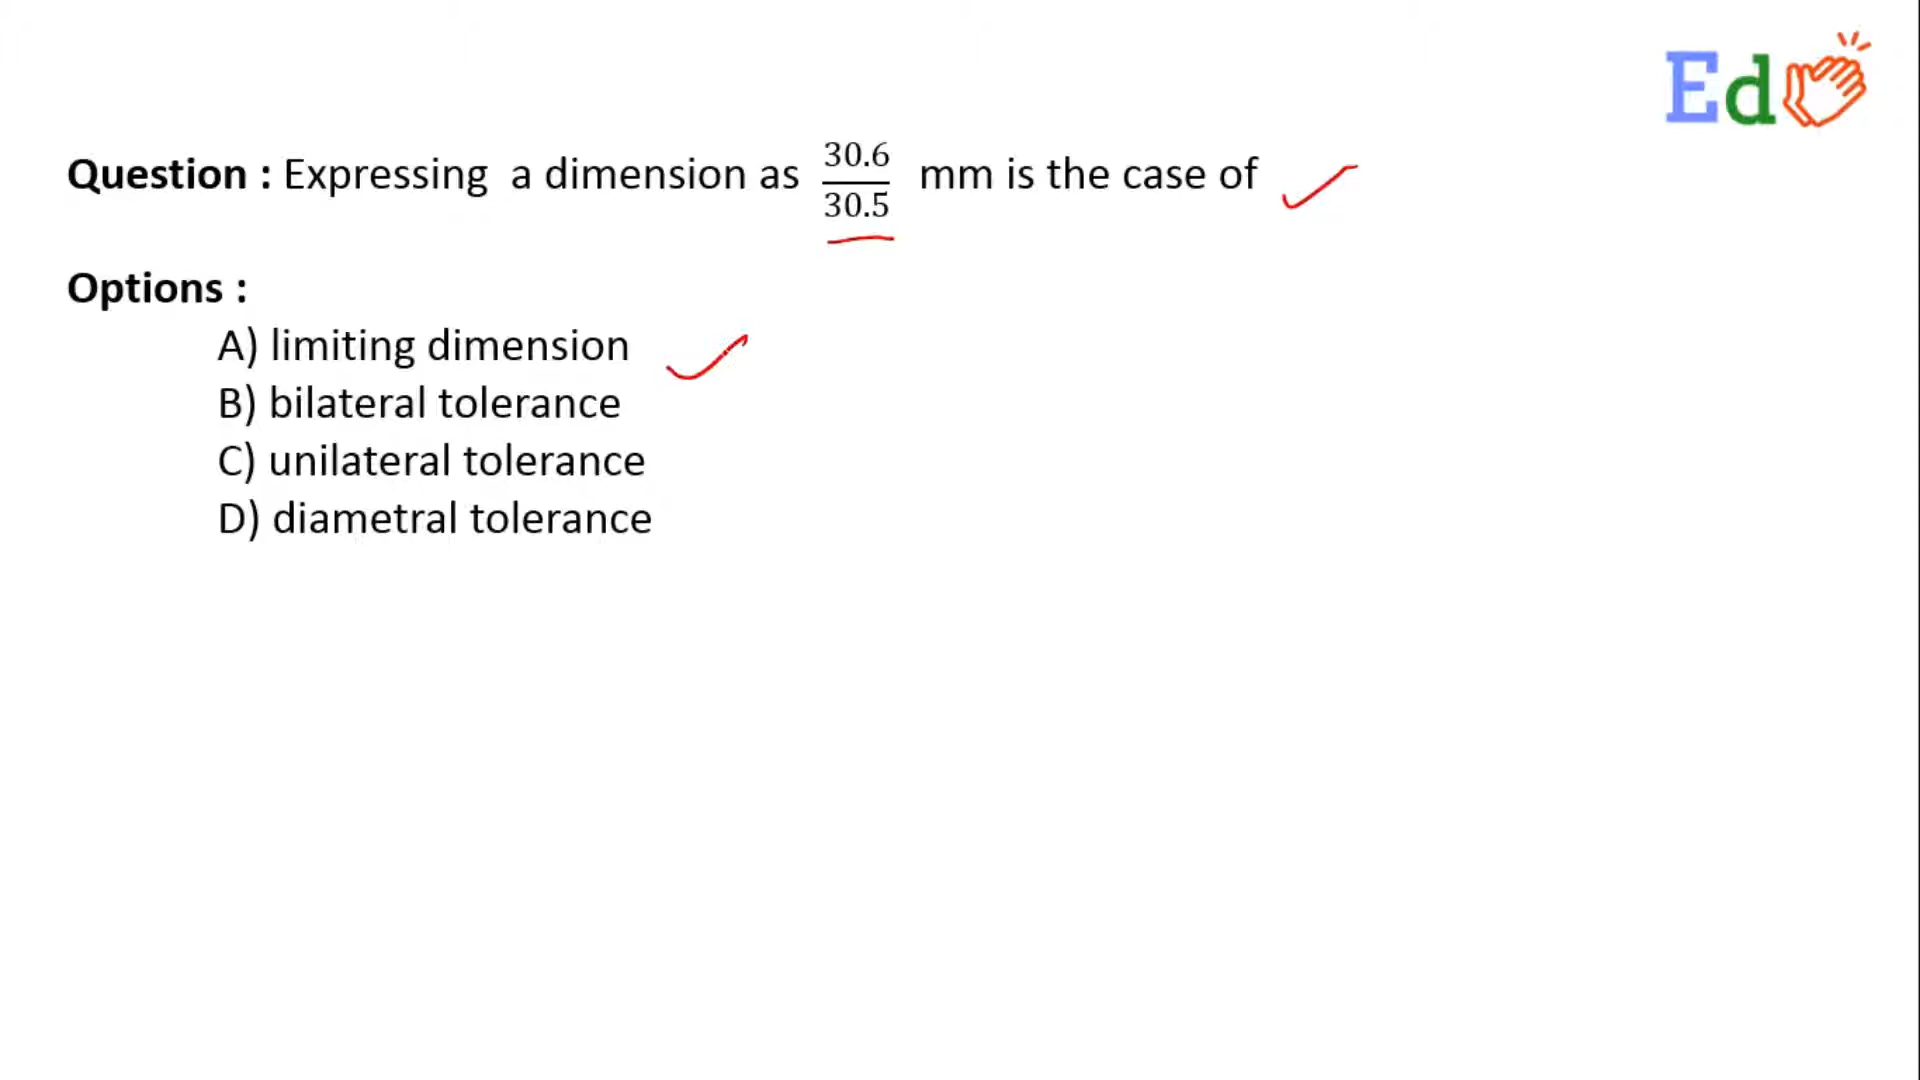 Ed
Question : Expressing a dimension as 30.6/30.5 mm is the case of
Options :
A) limiting dimension
B) bilateral tolerance
C) unilateral tolerance
D) diametral tolerance